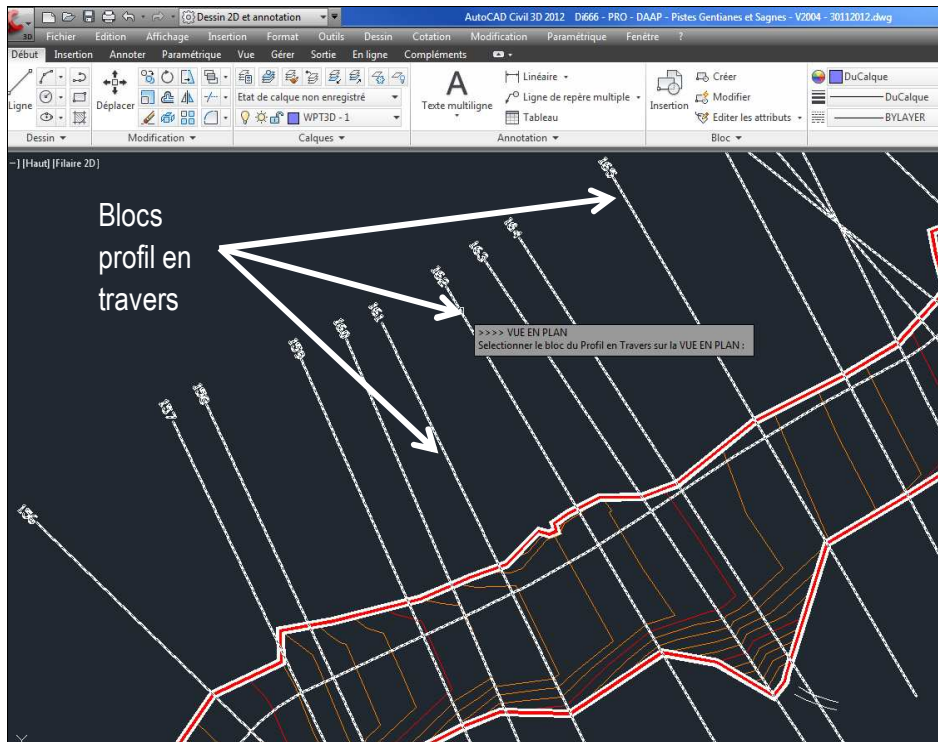 Dessin 2D et annotation
AutoCAD Civil 3D 2012 Di666 - PRO - DAAP - Pistes Gentianes et Sagnes - V2004 - 30112012.dwg
3D
Fichier Edition Affichage Insertion Format Outils Dessin Cotation Modification Paramétrique Fenêtre ?
Début Insertion Annoter Paramétrique Vue Gérer Sortie En ligne Compléments
Ligne
Déplacer
Etat de calque non enregistré
WPT3D - 1
A
Texte multiligne
Linéaire
Ligne de repère multiple
Tableau
Insertion
Créer
Modifier
Editer les attributs
DuCalque
DuCalque
BYLAYER
Dessin Modification Calques Annotation Bloc
–] [Haut] [Filaire 2D]
Blocs
profil en
travers
165
164
163
162
161
160
159
158
157
156
>>>> VUE EN PLAN
Selectionner le bloc du Profil en Travers sur la VUE EN PLAN :
Y